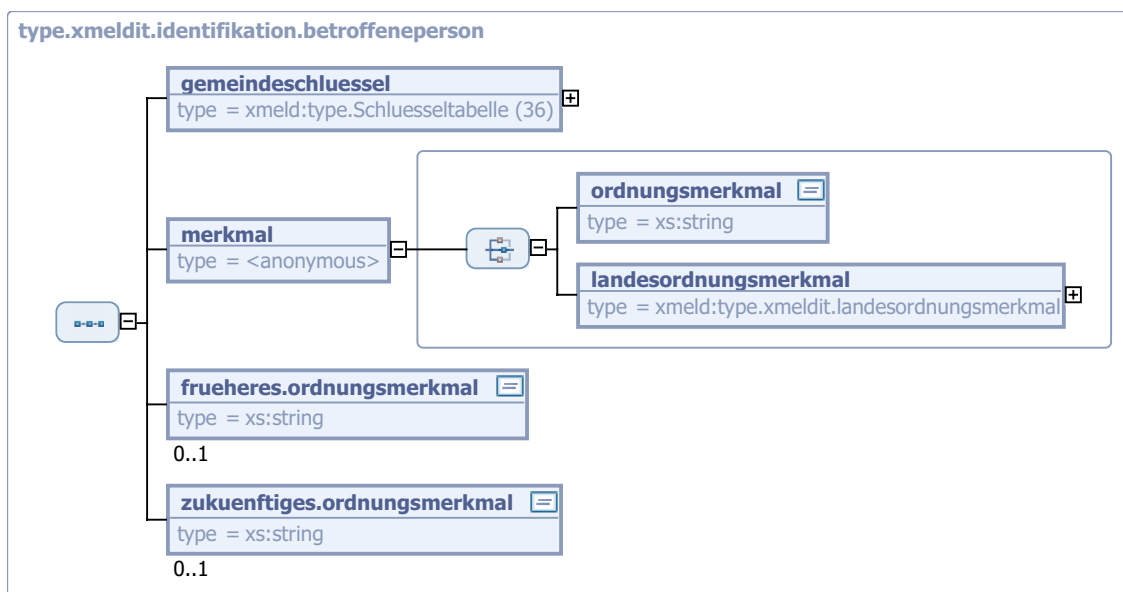 type.xmeldit.identifikation.betroffeneperson
gemeindeschluessel
type = xmeld:type.Schluesseltabelle (36)
merkmal
type = <anonymous>
ordnungsmerkmal
type = xs:string
landesordnungsmerkmal
type = xmeld:type.xmeldit.landesordnungsmerkmal
frueheres.ordnungsmerkmal
type = xs:string
0..1
zukuenftiges.ordnungsmerkmal
type = xs:string
0..1